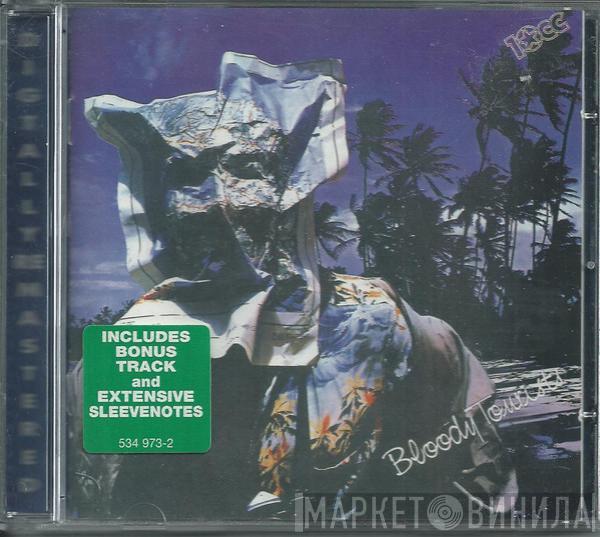 DIGITALLY REMASTERED
10cc
INCLUDES
BONUS
TRACK
and
EXTENSIVE
SLEEVENOTES
534 973-2
Bloody Tourists
МАРКЕТ ВИНИЛА